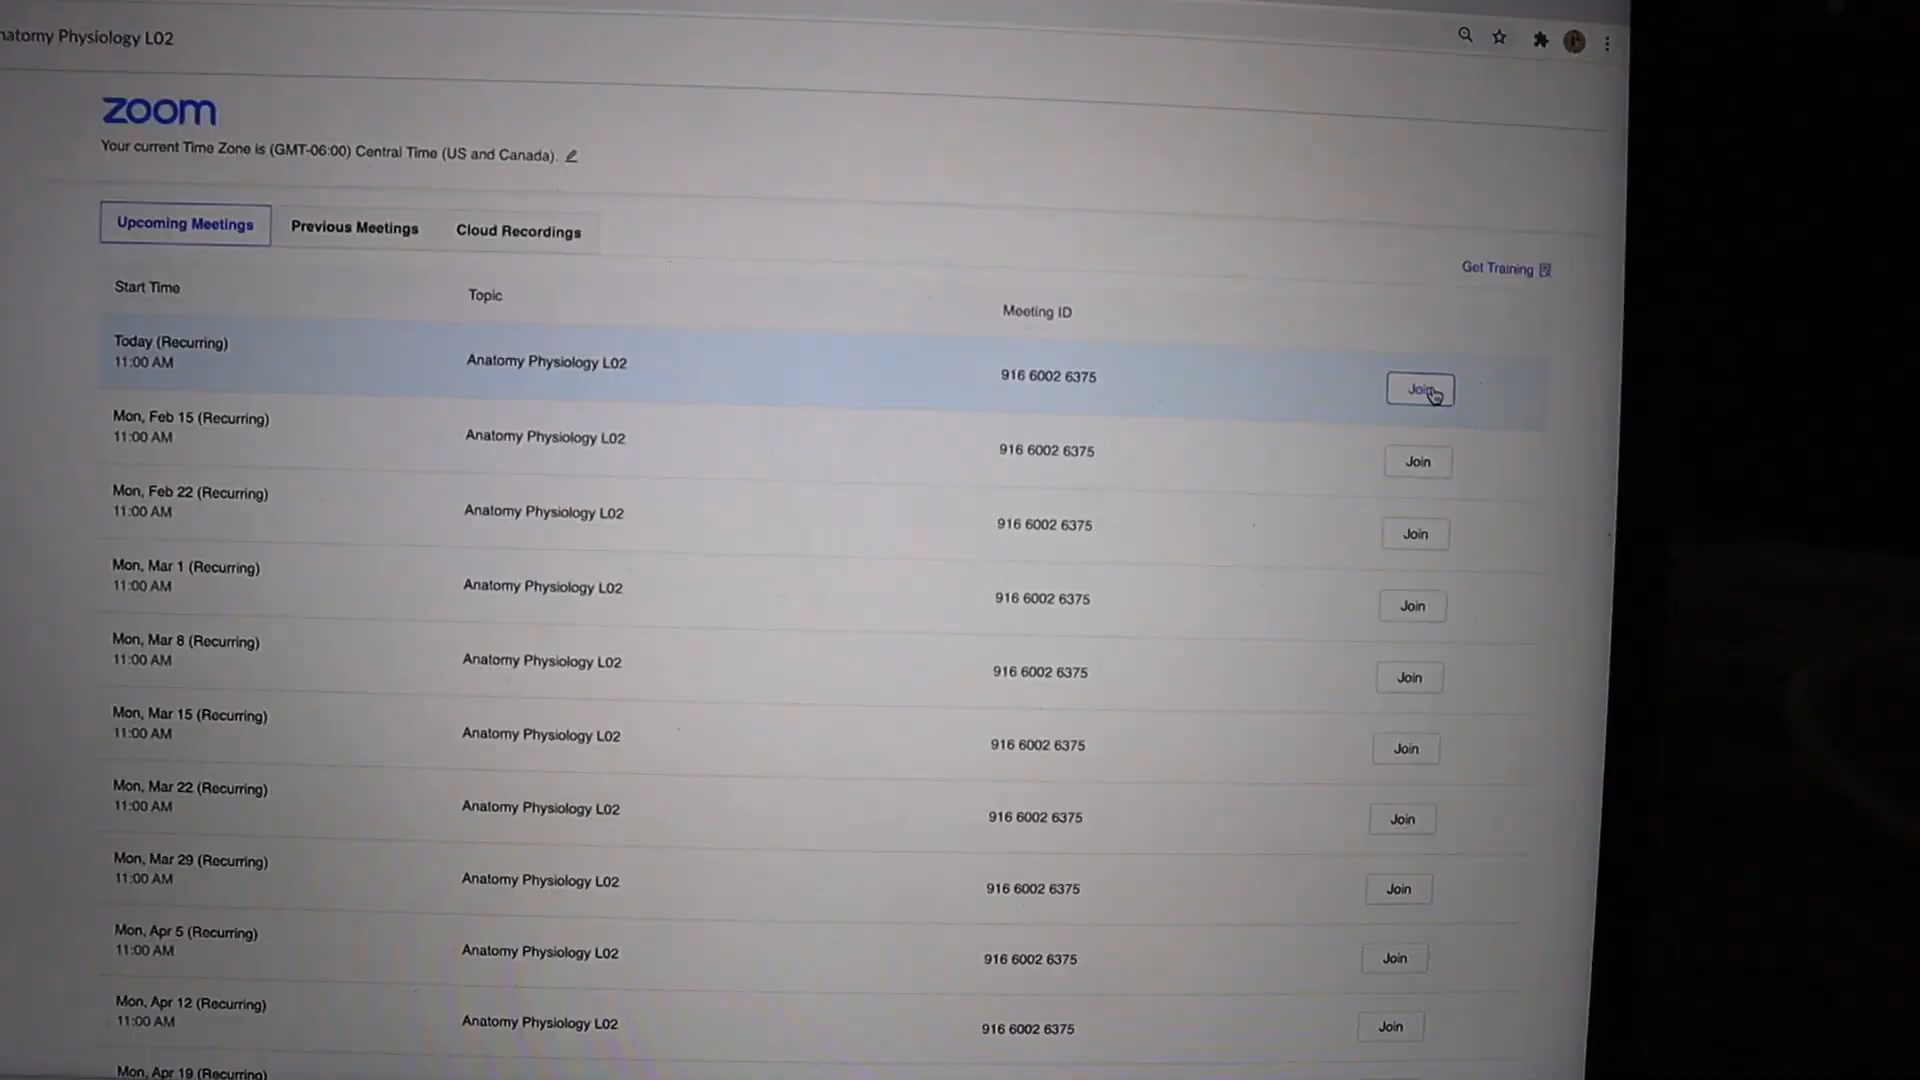 natomy Physiology L02
zoom
Your current Time Zone is (GMT-06:00) Central Time (US and Canada).
Upcoming Meetings Previous Meetings Cloud Recordings
Get Training
Start Time Topic Meeting ID
Today (Recurring)
11:00 AM Anatomy Physiology L02 916 6002 6375 Join
Mon, Feb 15 (Recurring)
11:00 AM Anatomy Physiology L02 916 6002 6375 Join
Mon, Feb 22 (Recurring)
11:00 AM Anatomy Physiology L02 916 6002 6375 Join
Mon, Mar 1 (Recurring)
11:00 AM Anatomy Physiology L02 916 6002 6375 Join
Mon, Mar 8 (Recurring)
11:00 AM Anatomy Physiology L02 916 6002 6375 Join
Mon, Mar 15 (Recurring)
11:00 AM Anatomy Physiology L02 916 6002 6375 Join
Mon, Mar 22 (Recurring)
11:00 AM Anatomy Physiology L02 916 6002 6375 Join
Mon, Mar 29 (Recurring)
11:00 AM Anatomy Physiology L02 916 6002 6375 Join
Mon, Apr 5 (Recurring)
11:00 AM Anatomy Physiology L02 916 6002 6375 Join
Mon, Apr 12 (Recurring)
11:00 AM Anatomy Physiology L02 916 6002 6375 Join
Mon, Apr 19 (Recurring)